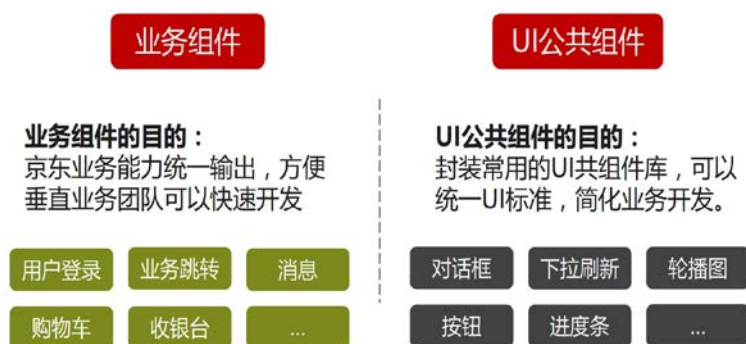 业务组件
业务组件的目的：
京东业务能力统一输出，方便
垂直业务团队可以快速开发
用户登录 业务跳转 消息
购物车 收银台 ...
UI公共组件
UI公共组件的目的：
封装常用的UI共组件库，可以
统一UI标准，简化业务开发。
对话框 下拉刷新 轮播图
按钮 进度条 ...